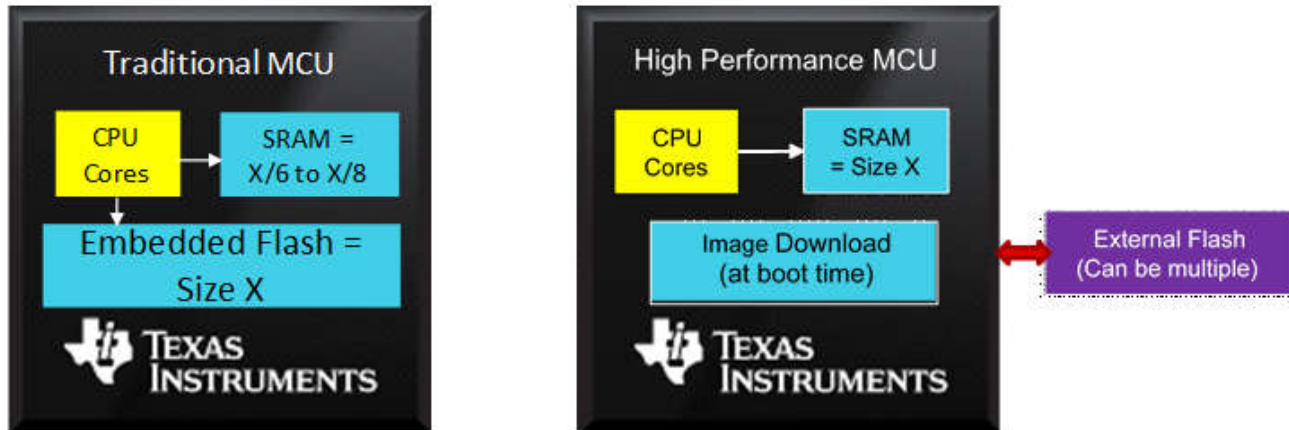 Traditional MCU
CPU
Cores
SRAM =
X/6 to X/8
Embedded Flash =
Size X
TEXAS
INSTRUMENTS
High Performance MCU
CPU
Cores
SRAM
= Size X
Image Download
(at boot time)
TEXAS
INSTRUMENTS
External Flash
(Can be multiple)